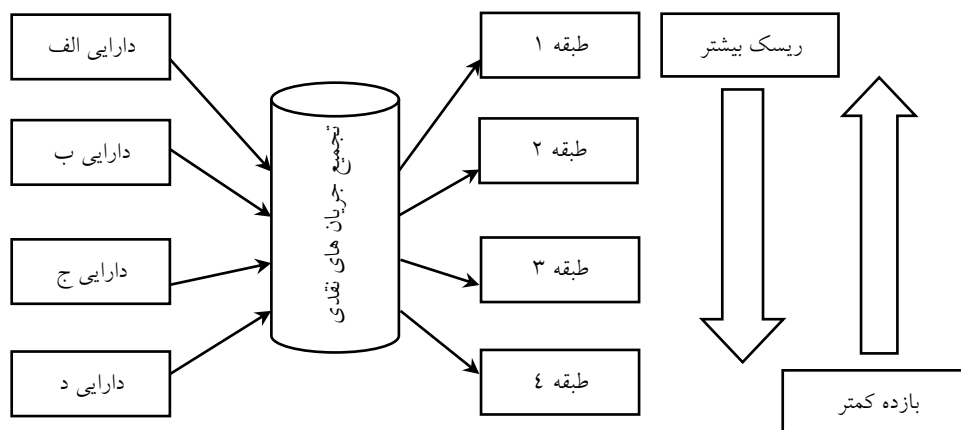 دارایی الف
دارایی ب
دارایی ج
دارایی د
تجمیع جریان های نقدی
طبقه ۱
طبقه ۲
طبقه ۳
طبقه ٤
ریسک بیشتر
بازده کمتر